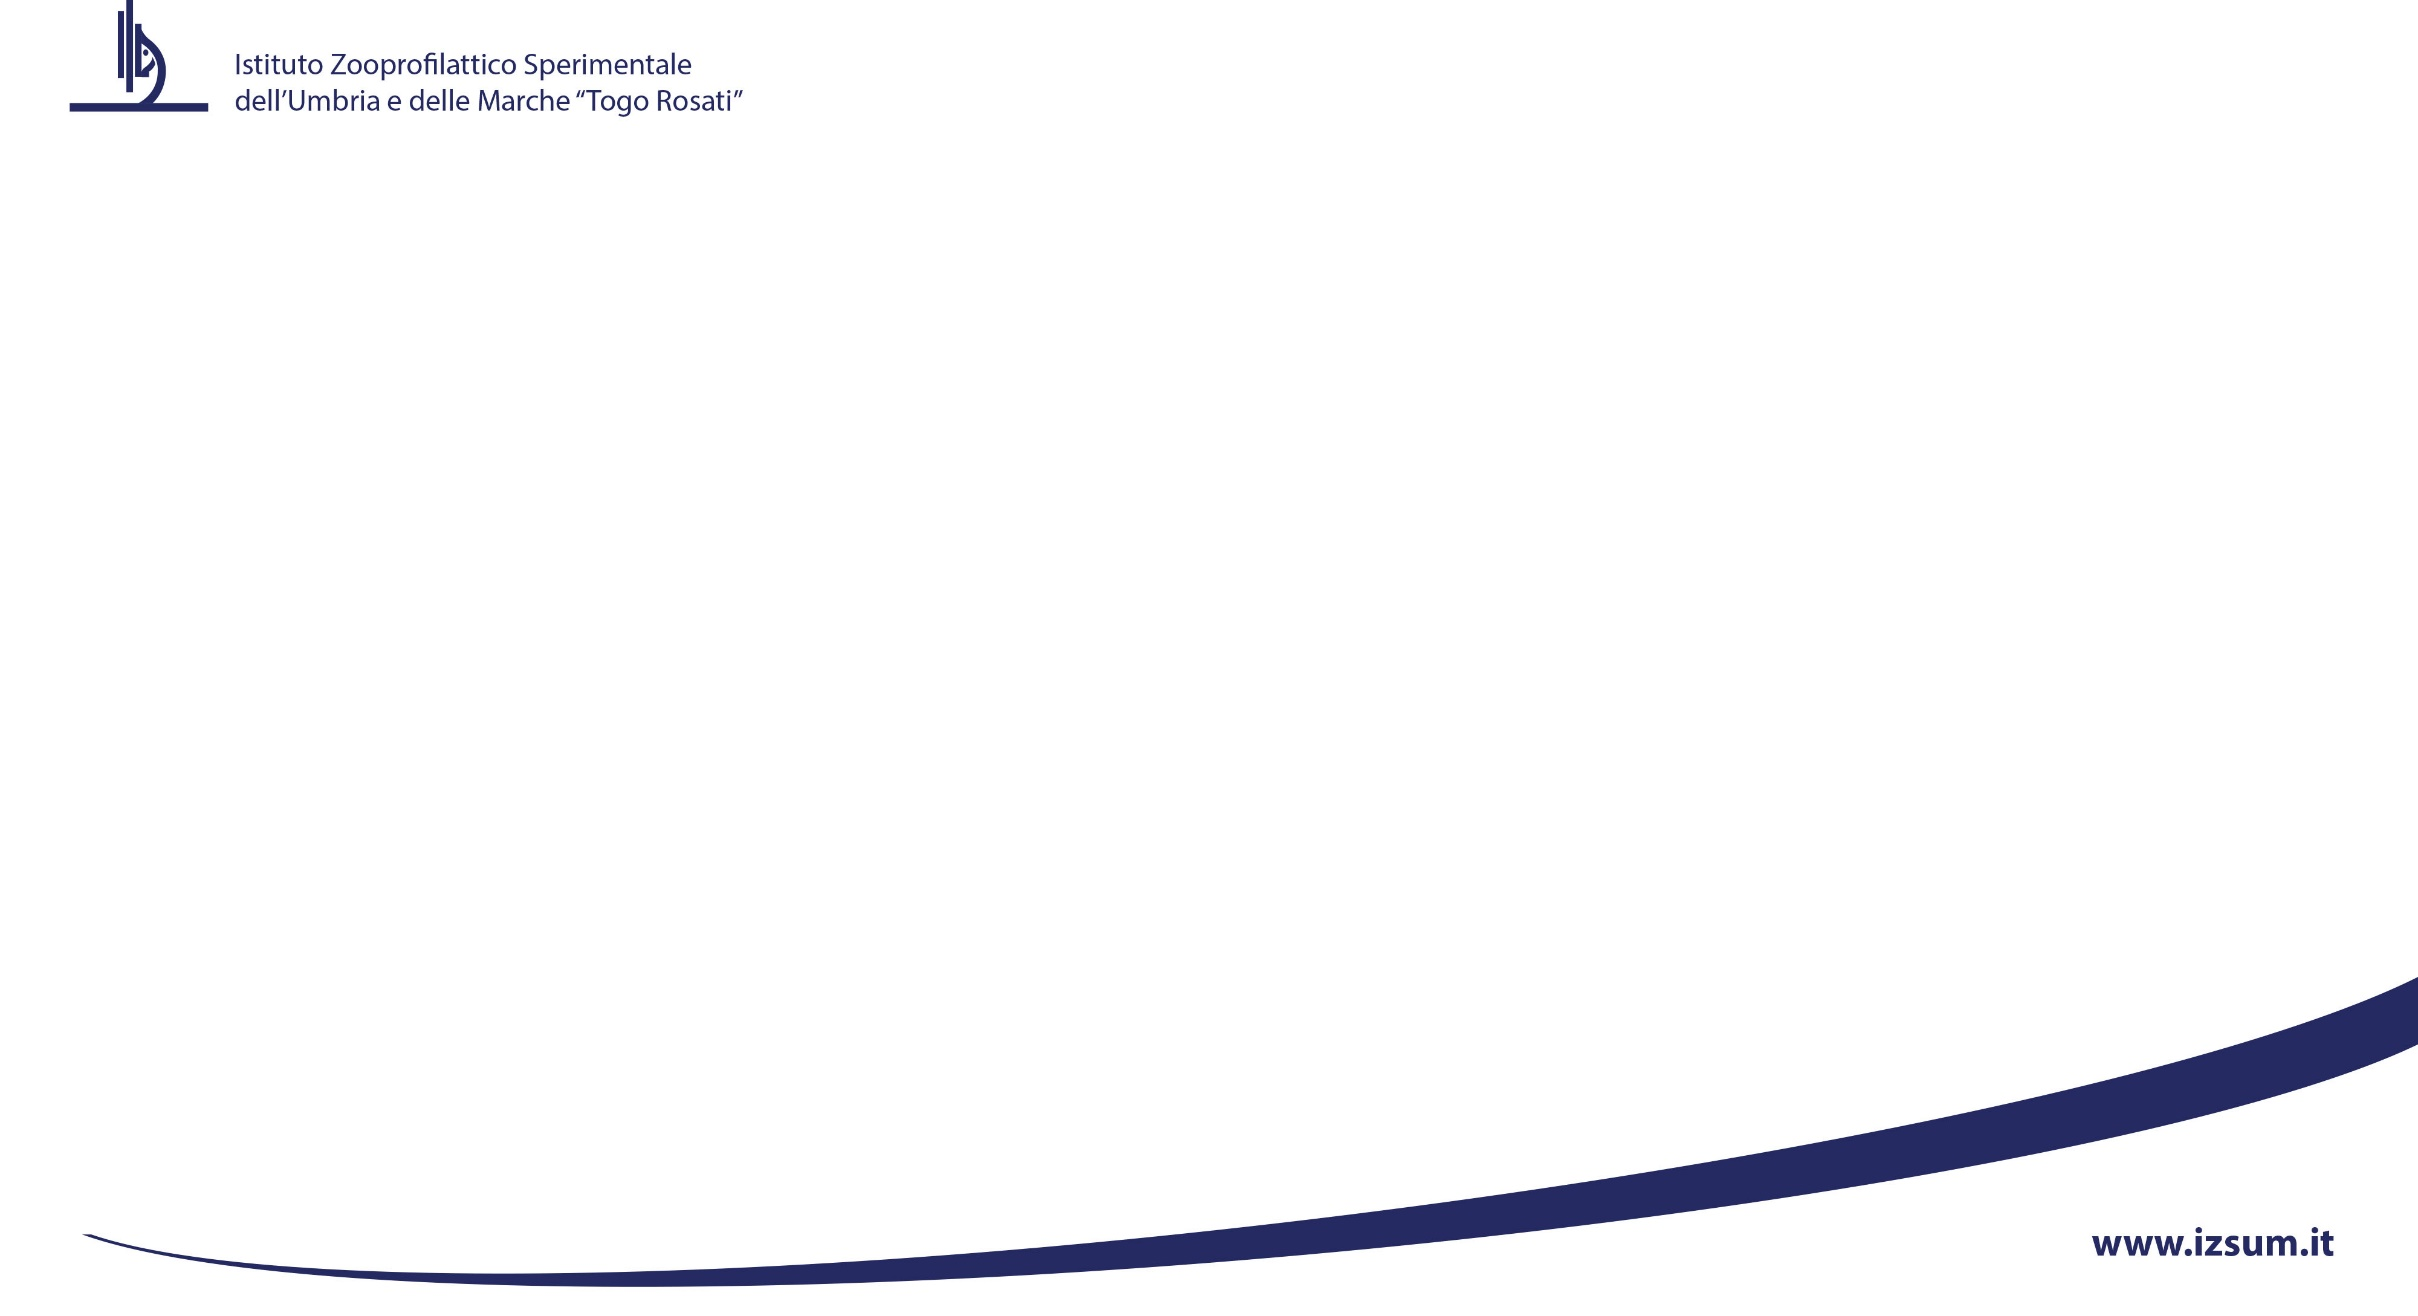 Istituto Zooprofilattico Sperimentale
dell’Umbria e delle Marche “Togo Rosati”
www.izsum.it